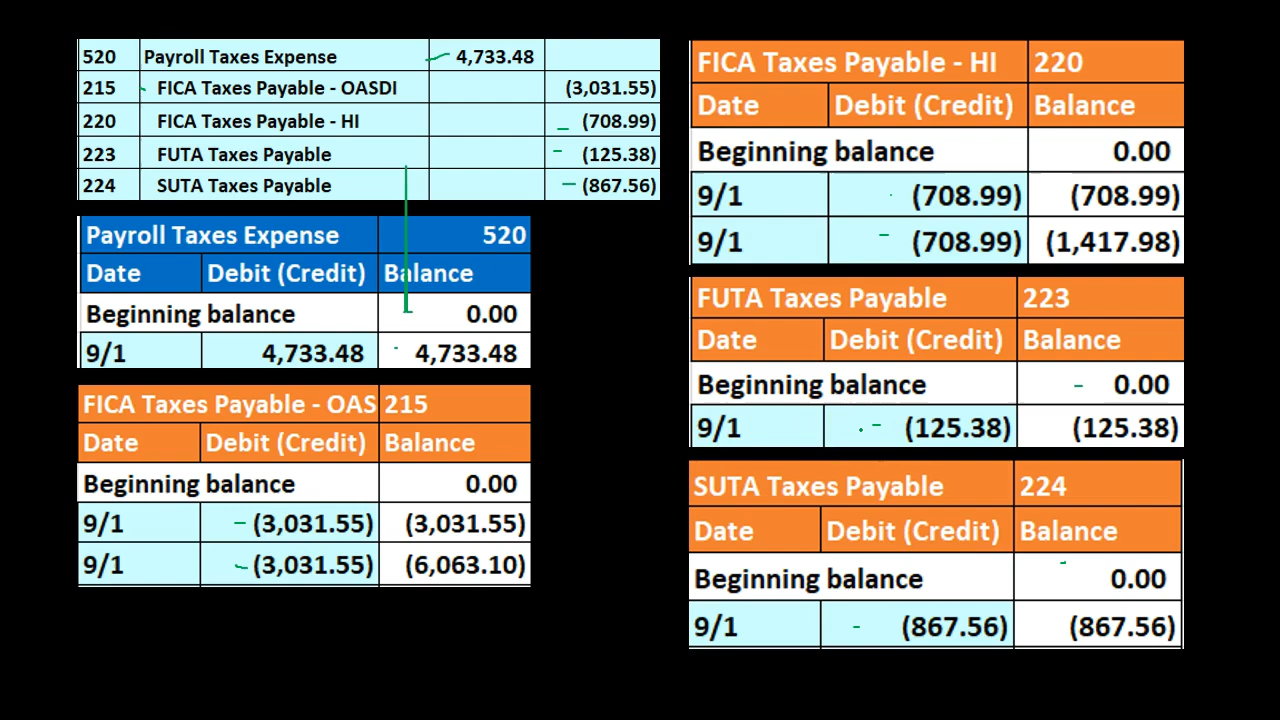 520 Payroll Taxes Expense 4,733.48
215 FICA Taxes Payable - OASDI (3,031.55)
220 FICA Taxes Payable - HI (708.99)
223 FUTA Taxes Payable (125.38)
224 SUTA Taxes Payable (867.56)
Payroll Taxes Expense 520
Date Debit (Credit) Balance
Beginning balance 0.00
9/1 4,733.48 4,733.48
FICA Taxes Payable - OAS 215
Date Debit (Credit) Balance
Beginning balance 0.00
9/1 (3,031.55) (3,031.55)
9/1 (3,031.55) (6,063.10)
FICA Taxes Payable - HI 220
Date Debit (Credit) Balance
Beginning balance 0.00
9/1 (708.99) (708.99)
9/1 (708.99) (1,417.98)
FUTA Taxes Payable 223
Date Debit (Credit) Balance
Beginning balance 0.00
9/1 (125.38) (125.38)
SUTA Taxes Payable 224
Date Debit (Credit) Balance
Beginning balance 0.00
9/1 (867.56) (867.56)